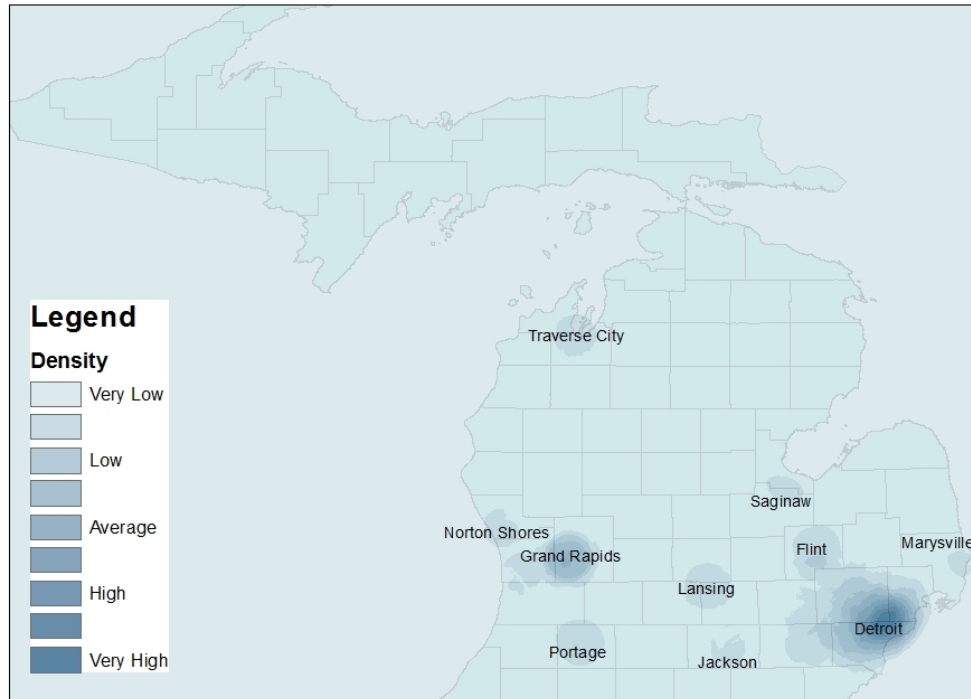 Legend
Density
Very Low
Low
Average
High
Very High
Traverse City
Saginaw
Norton Shores
Grand Rapids
Flint
Marysville
Lansing
Detroit
Portage
Jackson